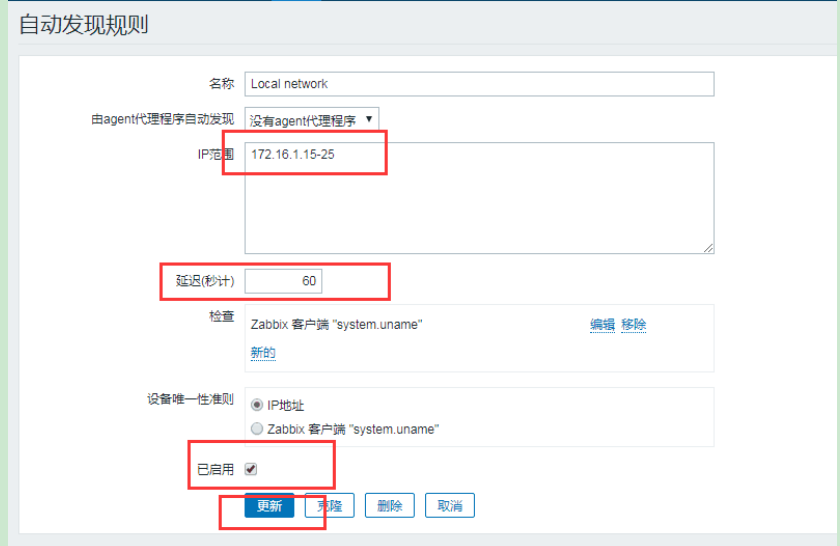 自动发现规则
名称 Local network
由agent代理程序自动发现 没有agent代理程序
IP范围 172.16.1.15-25
延迟(秒计) 60
检查 Zabbix 客户端 "system.uname" 编辑 移除
新的
设备唯一性准则 IP地址
Zabbix 客户端 "system.uname"
已启用
更新 克隆 删除 取消